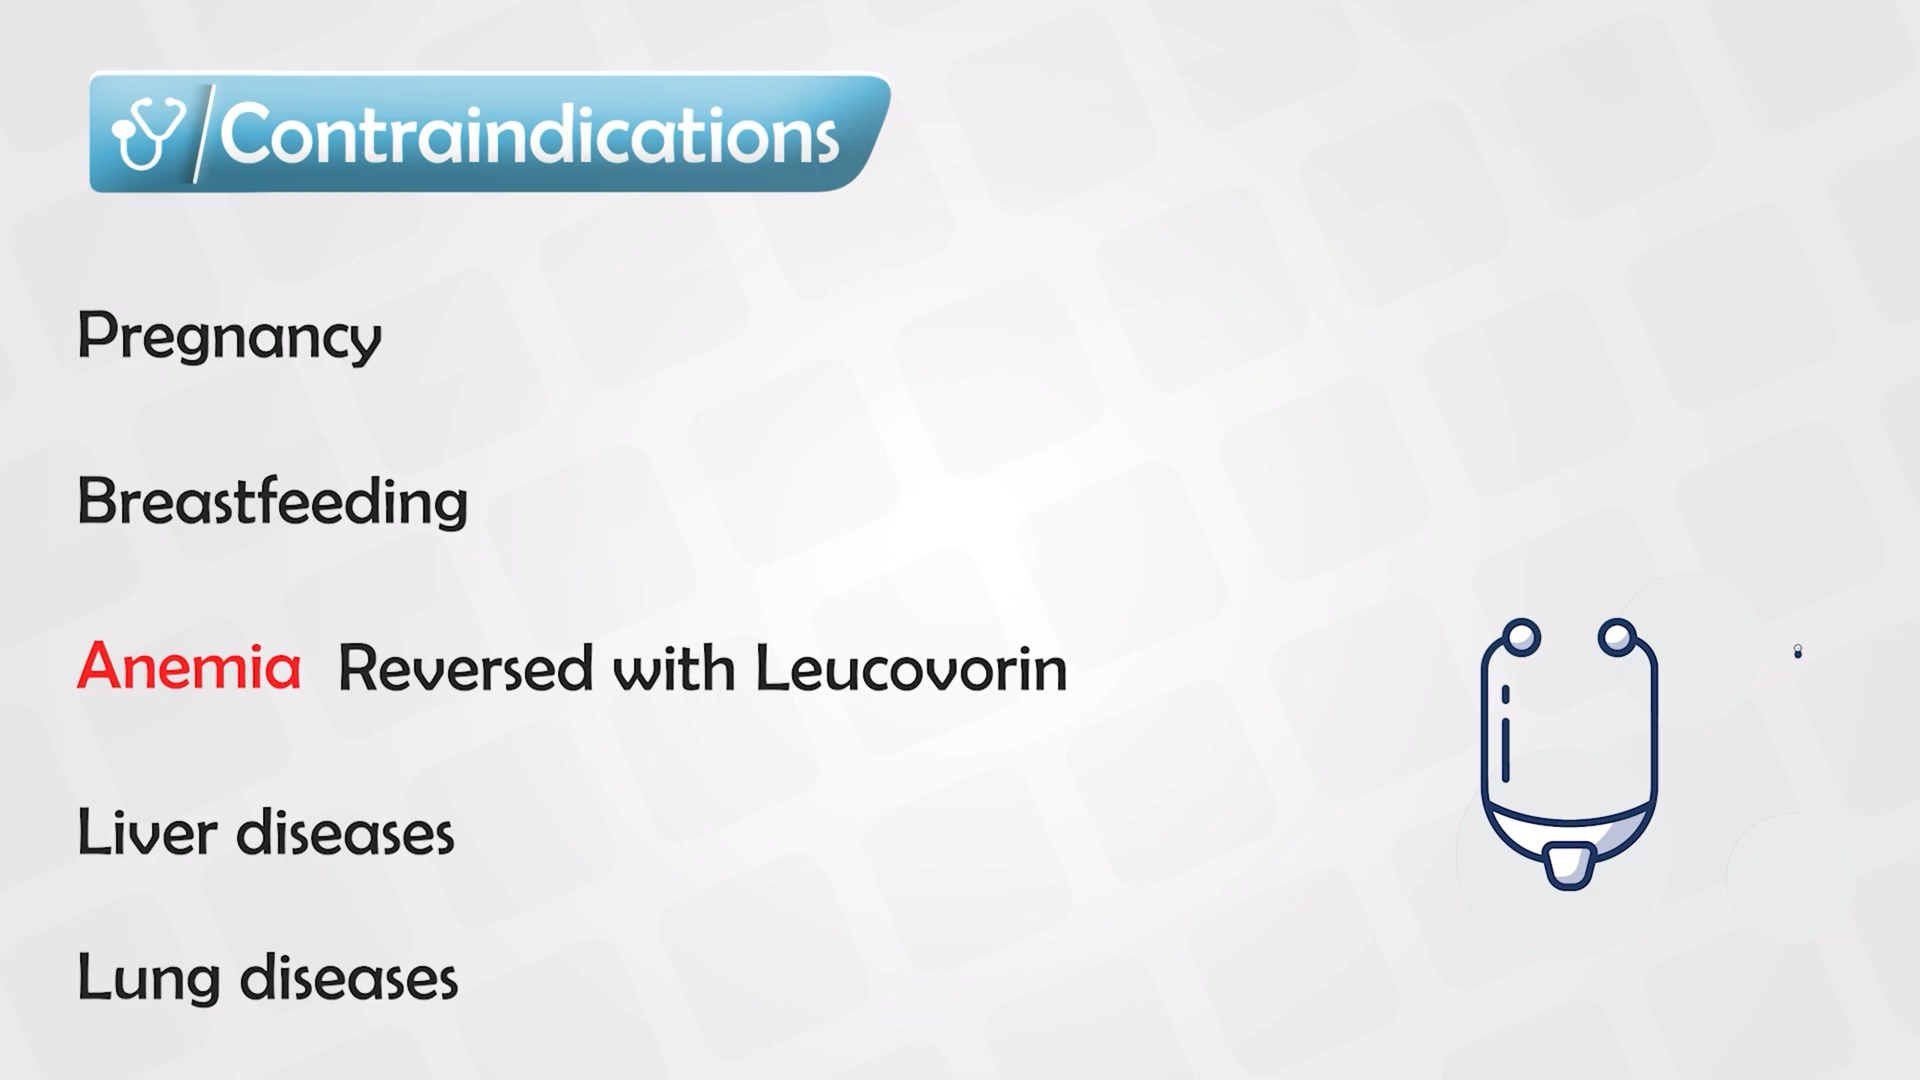 Contraindications
Pregnancy
Breastfeeding
Anemia Reversed with Leucovorin
Liver diseases
Lung diseases